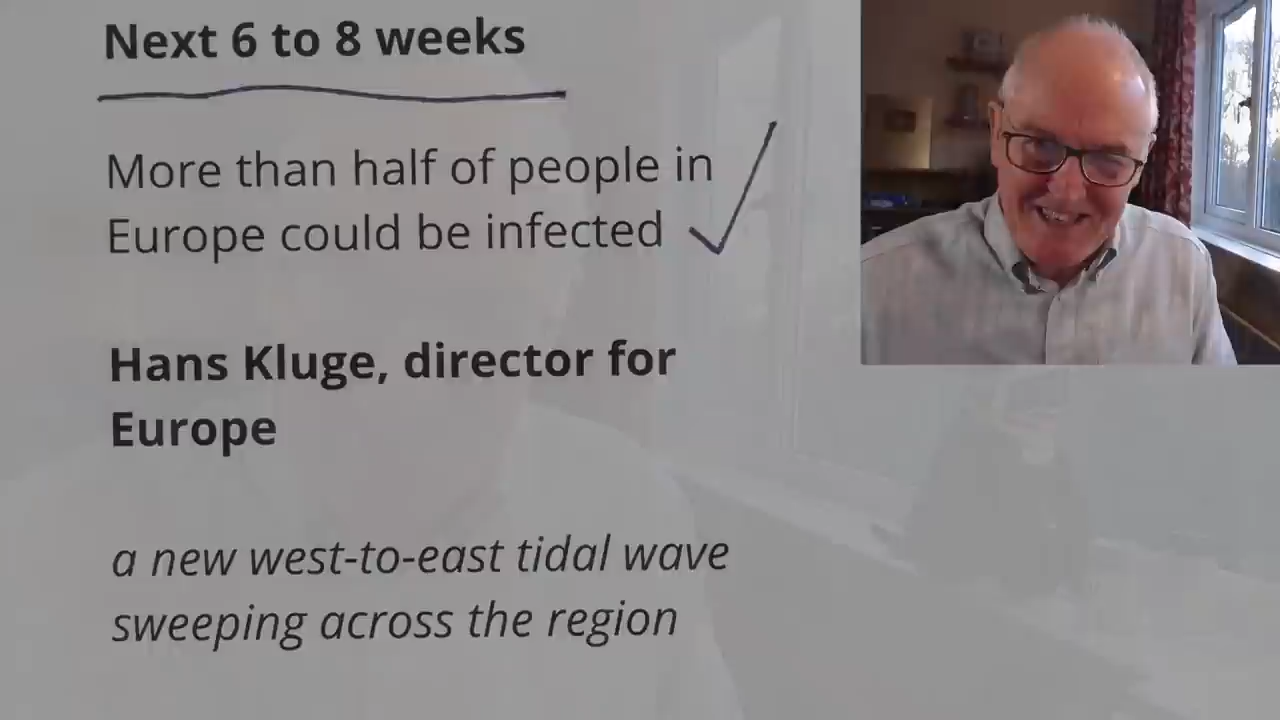 Next 6 to 8 weeks
More than half of people in
Europe could be infected
Hans Kluge, director for
Europe
a new west-to-east tidal wave
sweeping across the region